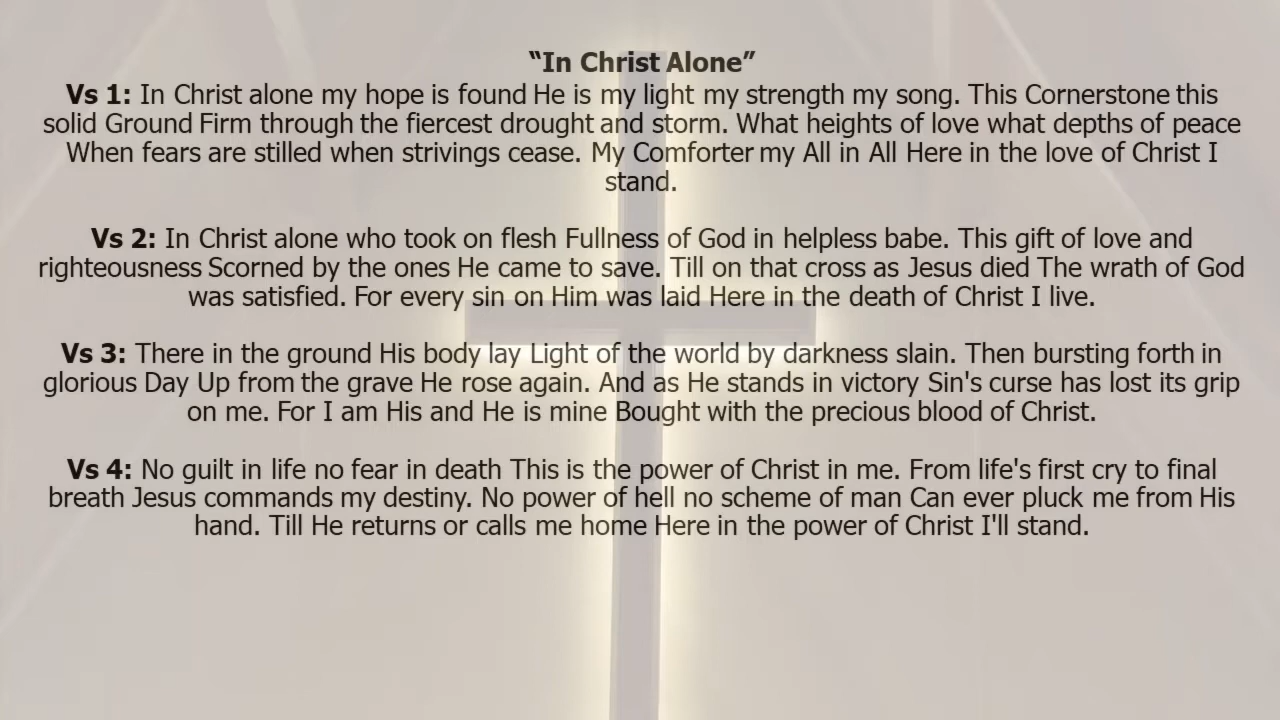 “In Christ Alone”
Vs 1: In Christ alone my hope is found He is my light my strength my song. This Cornerstone this
solid Ground Firm through the fiercest drought and storm. What heights of love what depths of peace
When fears are stilled when strivings cease. My Comforter my All in All Here in the love of Christ I
stand.
Vs 2: In Christ alone who took on flesh Fullness of God in helpless babe. This gift of love and
righteousness Scorned by the ones He came to save. Till on that cross as Jesus died The wrath of God
was satisfied. For every sin on Him was laid Here in the death of Christ I live.
Vs 3: There in the ground His body lay Light of the world by darkness slain. Then bursting forth in
glorious Day Up from the grave He rose again. And as He stands in victory Sin's curse has lost its grip
on me. For I am His and He is mine Bought with the precious blood of Christ.
Vs 4: No guilt in life no fear in death This is the power of Christ in me. From life's first cry to final
breath Jesus commands my destiny. No power of hell no scheme of man Can ever pluck me from His
hand. Till He returns or calls me home Here in the power of Christ I'll stand.